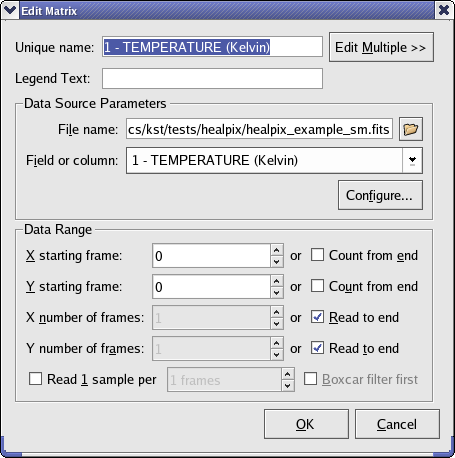 Edit Matrix
Unique name: 1 - TEMPERATURE (Kelvin) Edit Multiple >>
Legend Text:
Data Source Parameters
File name: cs/kst/tests/healpix/healpix_example_sm.fits
Field or column: 1 - TEMPERATURE (Kelvin)
Configure...
Data Range
X starting frame: 0 or Count from end
Y starting frame: 0 or Count from end
X number of frames: 1 or Read to end
Y number of frames: 1 or Read to end
Read 1 sample per 1 frames Boxcar filter first
OK Cancel